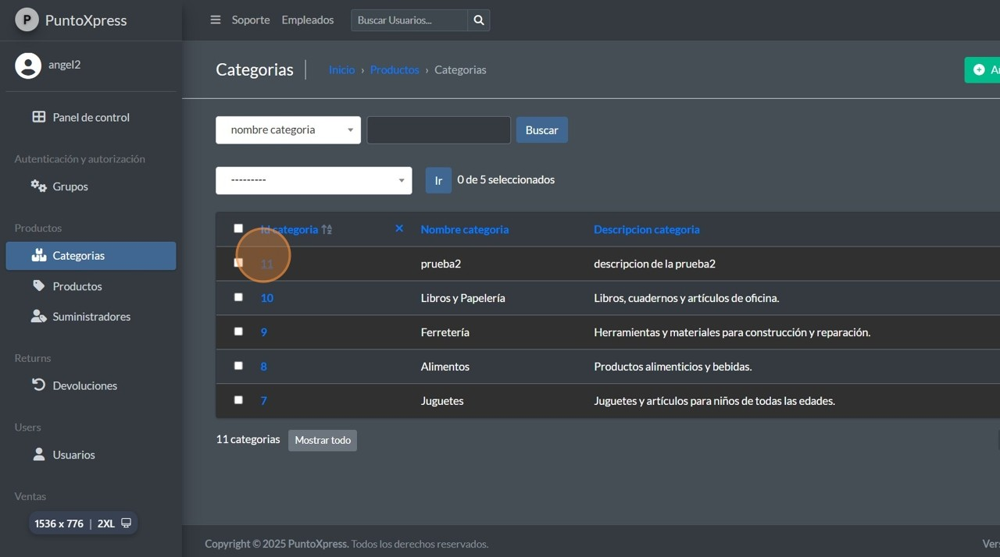 P PuntoXpress
Soporte Empleados Buscar Usuarios...
angel2
Categorias Inicio › Productos › Categorias
Panel de control
nombre categoria Buscar
Autenticación y autorización
Grupos
--------- Ir 0 de 5 seleccionados
Productos
Id categoria Nombre categoria Descripcion categoria
Categorias
11 prueba2 descripcion de la prueba2
Productos
10 Libros y Papelería Libros, cuadernos y artículos de oficina.
Suministradores
9 Ferretería Herramientas y materiales para construcción y reparación.
Returns
8 Alimentos Productos alimenticios y bebidas.
Devoluciones
7 Juguetes Juguetes y artículos para niños de todas las edades.
Users
11 categorias Mostrar todo
Usuarios
Ventas
1536 x 776 | 2XL
Copyright © 2025 PuntoXpress. Todos los derechos reservados.